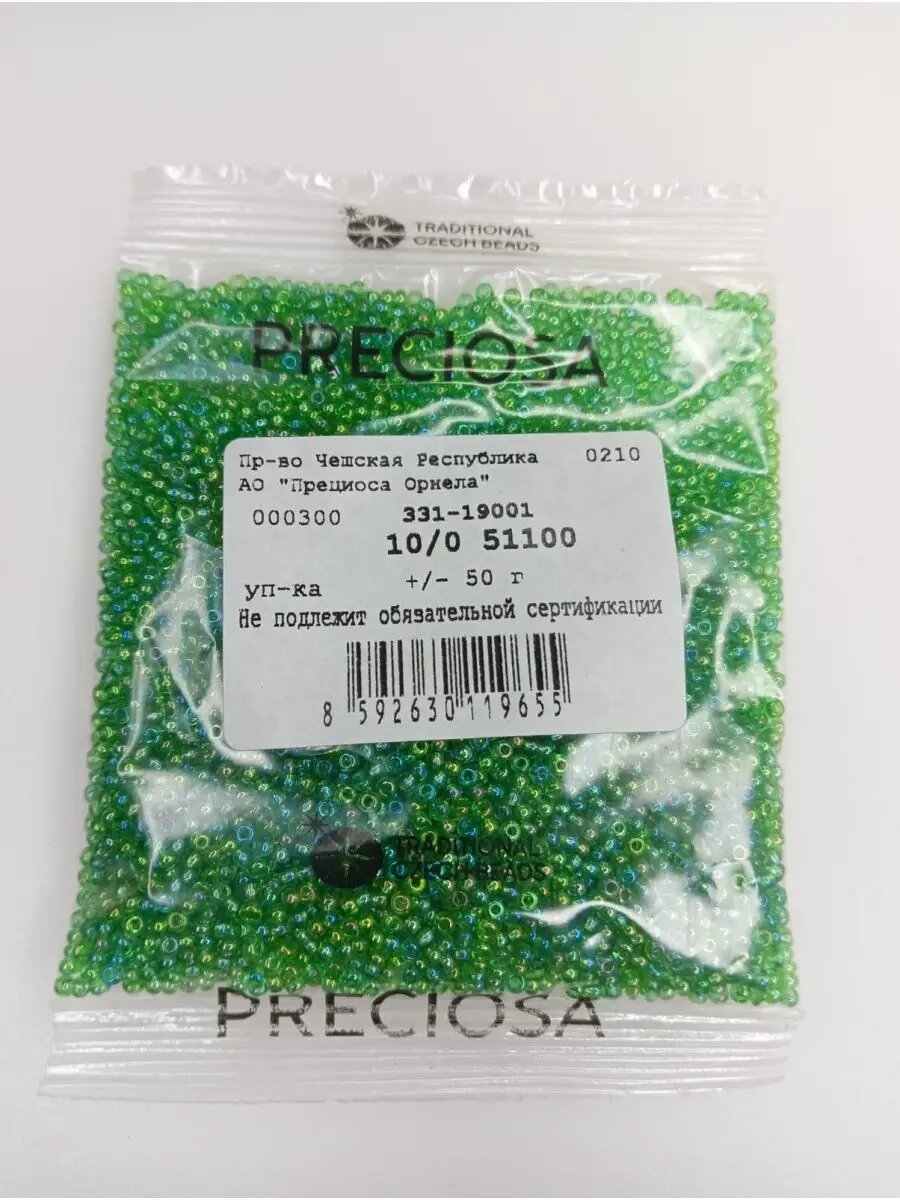 TRADITIONAL
CZECH BEADS
PRECIOSA
Пр-во Чешская Республика 0210
АО "Прециоса Орнела"
000300 331-19001
10/0 51100
уп-ка +/- 50 г
Не подлежит обязательной сертификации
8 592630 119655
TRADITIONAL
CZECH BEADS
PRECIOSA